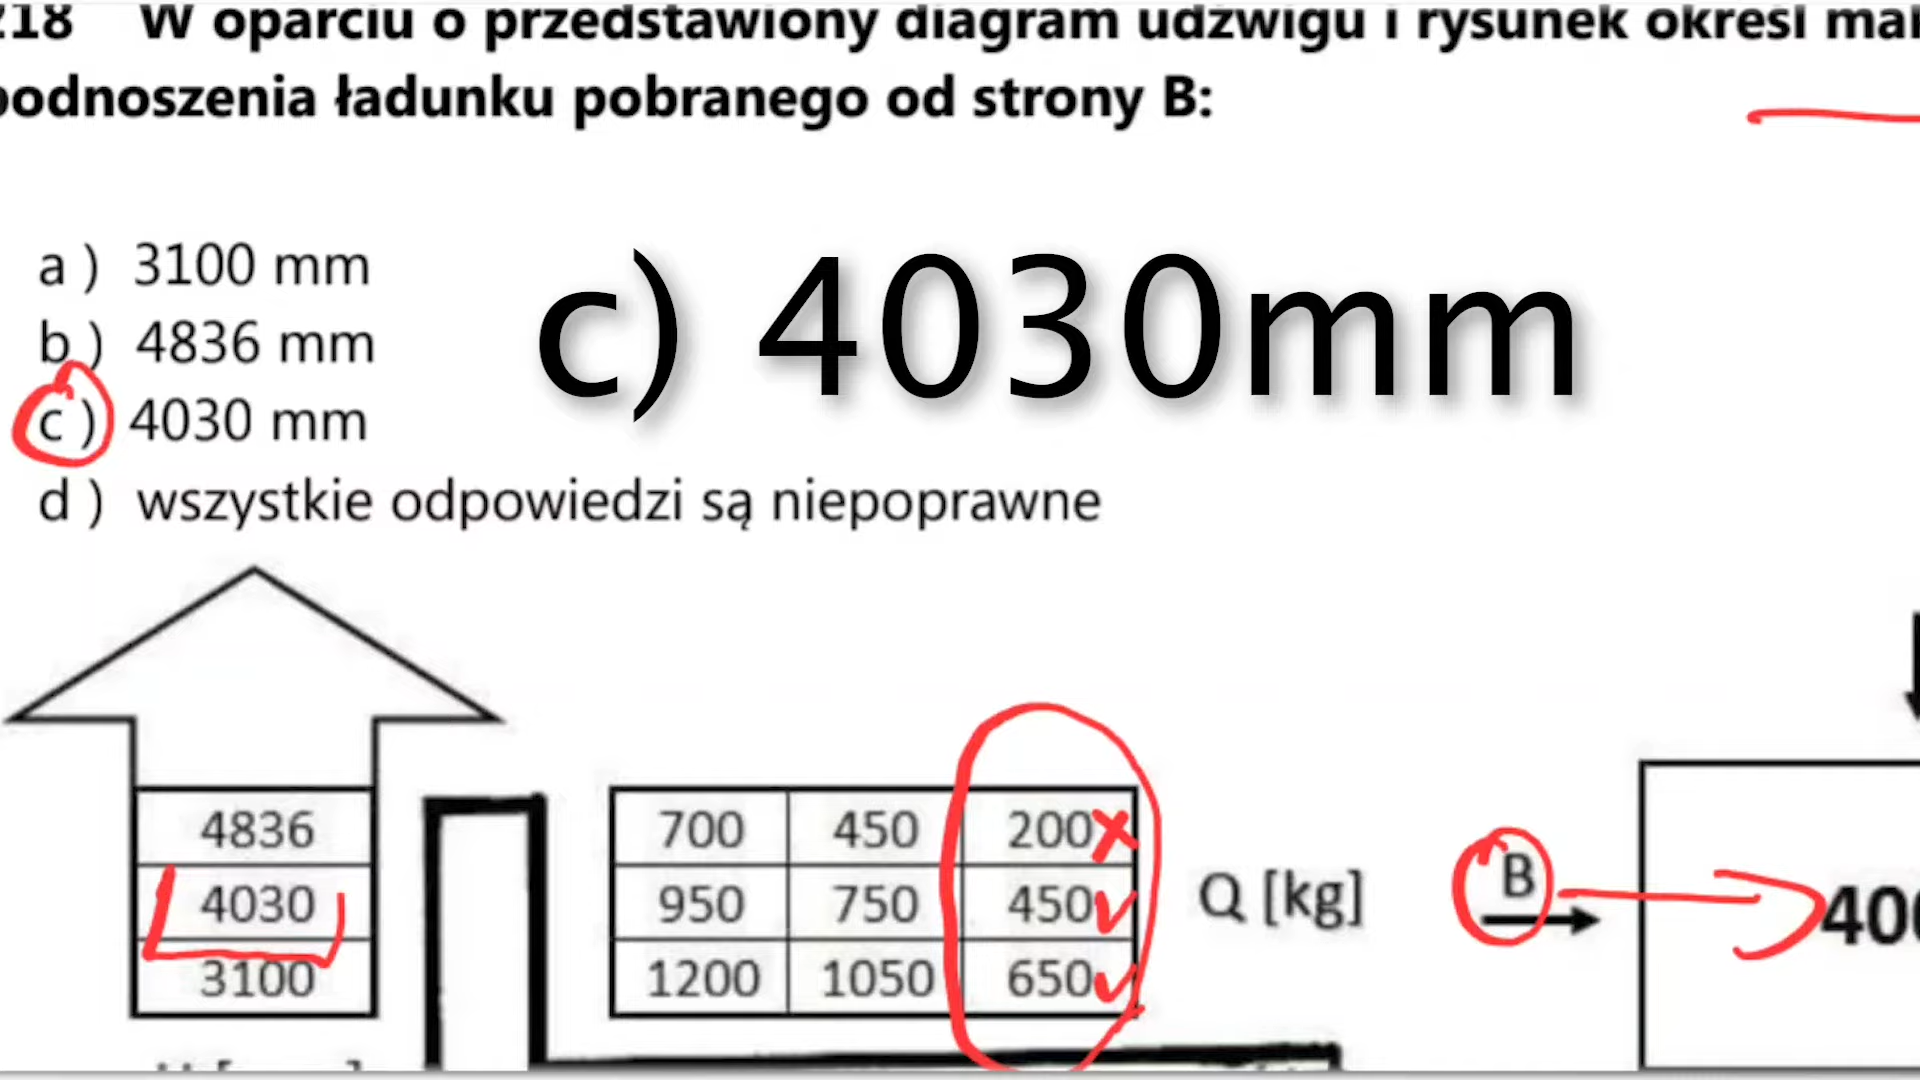 218 W oparciu o przedstawiony diagram udźwigu i rysunek określ
podnoszenia ładunku pobranego od strony B:
a ) 3100 mm
b ) 4836 mm
c ) 4030 mm
d ) wszystkie odpowiedzi są niepoprawne
c) 4030mm
4836
4030
3100
700 450 200
950 750 450
1200 1050 650
Q [kg]
B